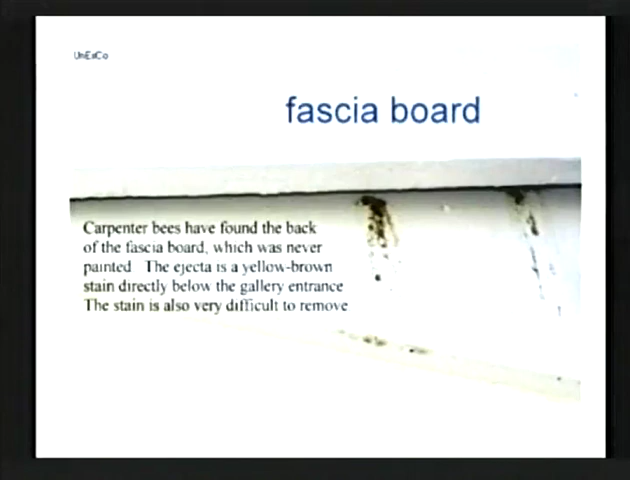 UnExCo
fascia board
Carpenter bees have found the back
of the fascia board, which was never
painted The ejecta is a yellow-brown
stain directly below the gallery entrance
The stain is also very difficult to remove